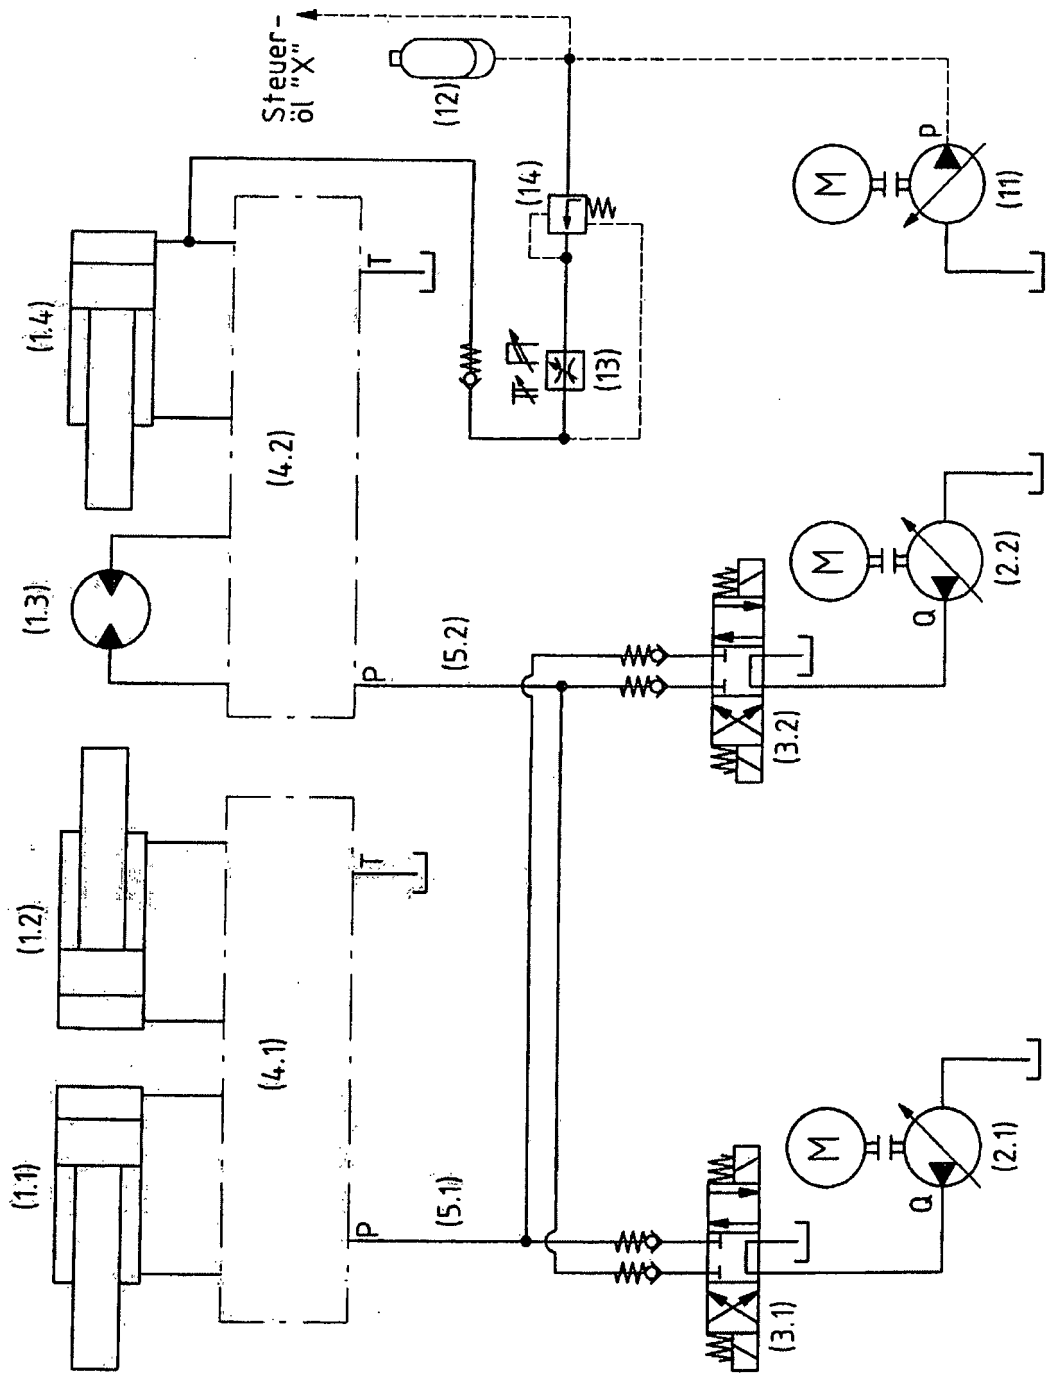 (1.1)
(1.2)
(1.3)
(1.4)
Steuer-
öl "X"
(12)
(4.1)
(4.2)
T
T
P
P
(5.1)
(5.2)
(14)
(13)
M
P
(11)
(3.1)
(3.2)
M
Q
(2.1)
M
Q
(2.2)